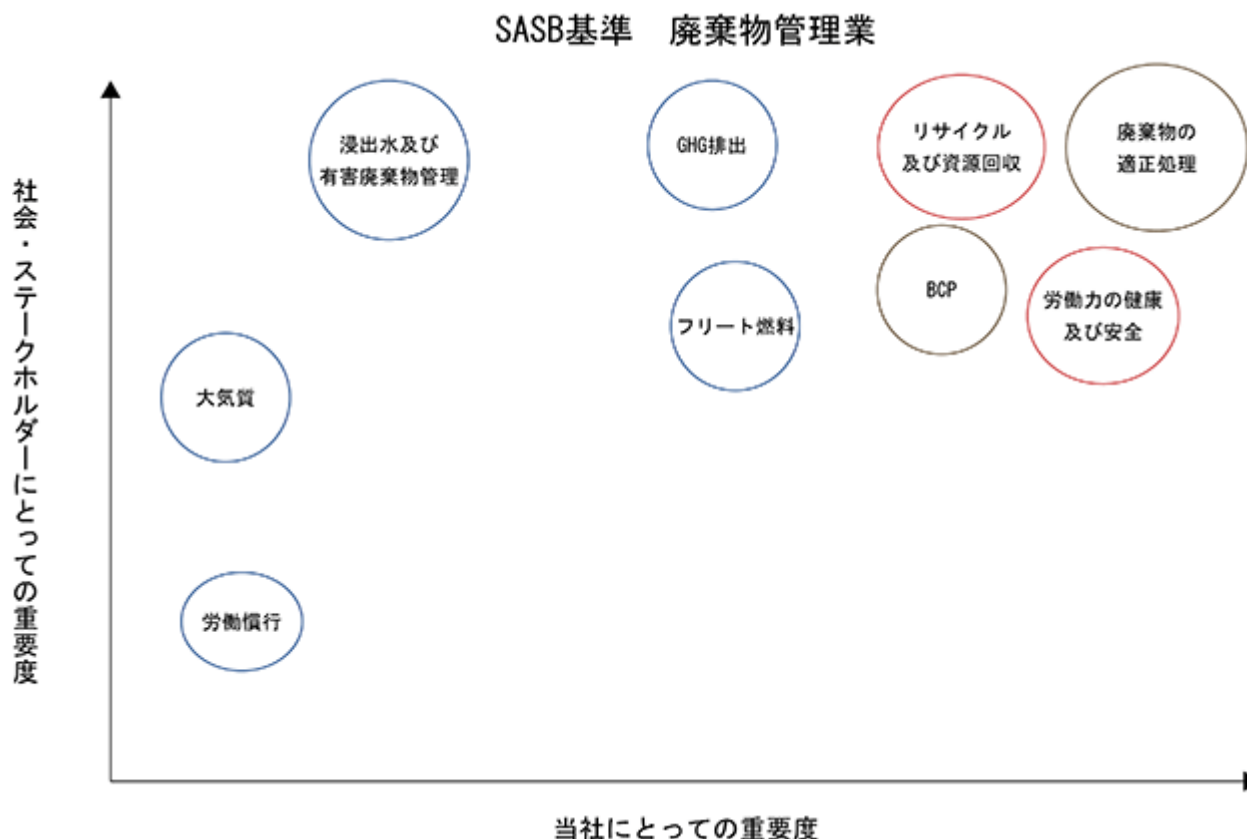 SASB基準　廃棄物管理業
社会・ステークホルダーにとっての重要度
浸出水及び
有害廃棄物管理
GHG排出
リサイクル
及び資源回収
廃棄物の
適正処理
BCP
労働力の健康
及び安全
フリート燃料
大気質
労働慣行
当社にとっての重要度